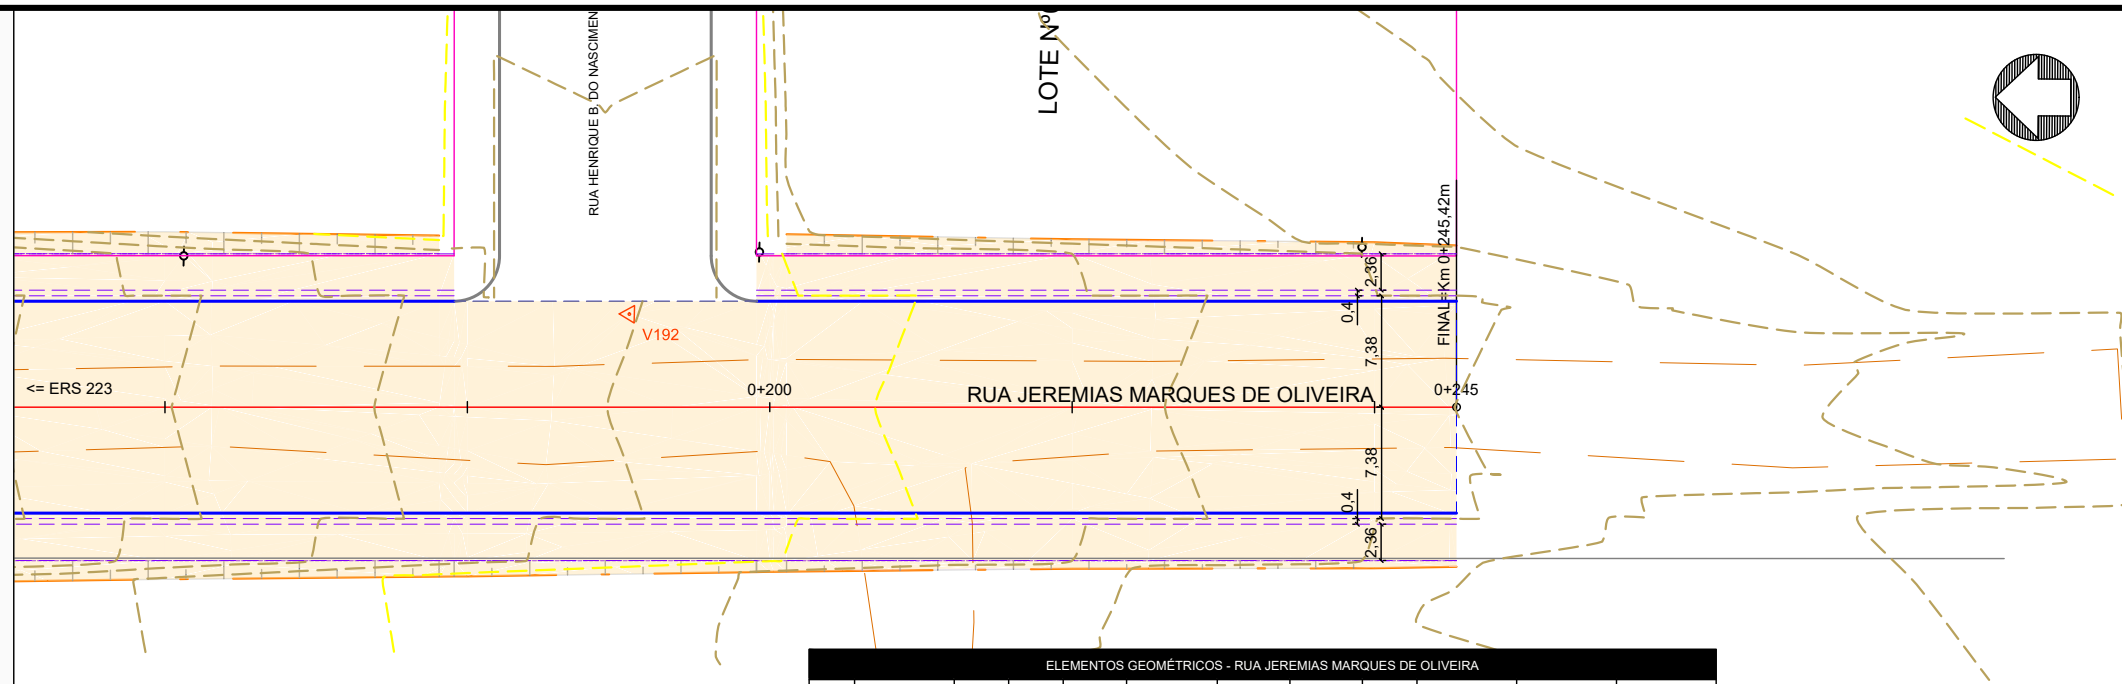 RUA HENRIQUE B. DO NASCIMEN
LOTE Nº
FINAL=Km 0+245,42m
2,36
0,4
7,38
V192
<= ERS 223
0+200
RUA JEREMIAS MARQUES DE OLIVEIRA
0+245
7,38
0,4
2,36
ELEMENTOS GEOMÉTRICOS - RUA JEREMIAS MARQUES DE OLIVEIRA